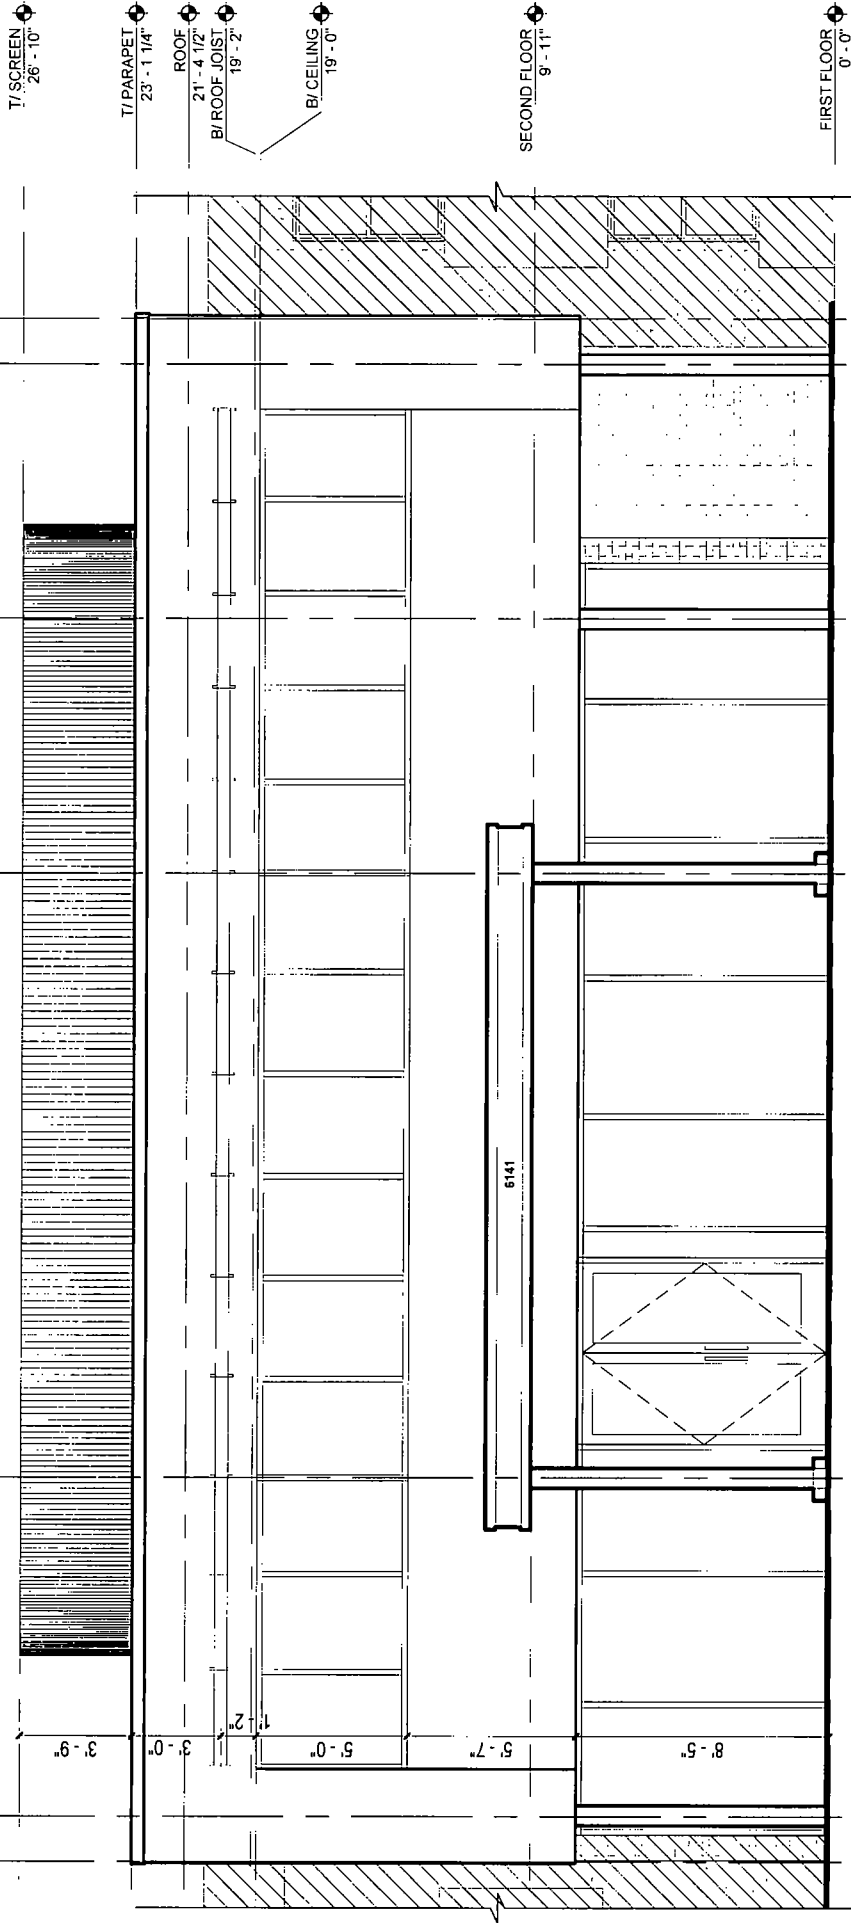 T/ SCREEN
26' - 10"
T/ PARAPET
23' - 1 1/4"
ROOF
21' - 4 1/2"
B/ ROOF JOIST
19' - 2"
B/ CEILING
19' - 0"
SECOND FLOOR
9' - 11"
FIRST FLOOR
0' - 0"
6141
3' - 9"
3' - 0"
1' - 2"
5' - 0"
5' - 7"
8' - 5"